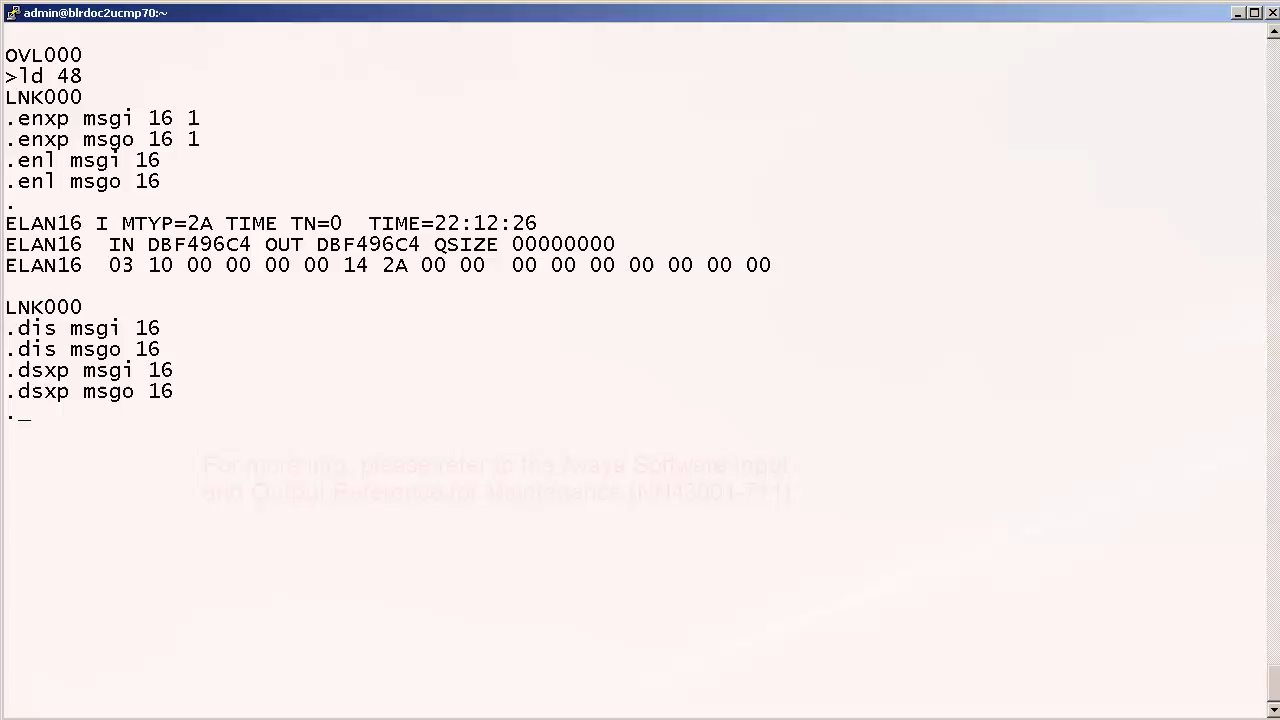 admin@blrdoc2ucmp70:~
OVL000
>ld 48
LNK000
.enxp msgi 16 1
.enxp msgo 16 1
.enl msgi 16
.enl msgo 16
.
ELAN16 I MTYP=2A TIME TN=0 TIME=22:12:26
ELAN16 IN DBF496C4 OUT DBF496C4 QSIZE 00000000
ELAN16 03 10 00 00 00 00 14 2A 00 00 00 00 00 00 00 00 00
LNK000
.dis msgi 16
.dis msgo 16
.dsxp msgi 16
.dsxp msgo 16
._
For more info, please refer to the Avaya Software Input
and Output Reference for Maintenance (NN43001-711)